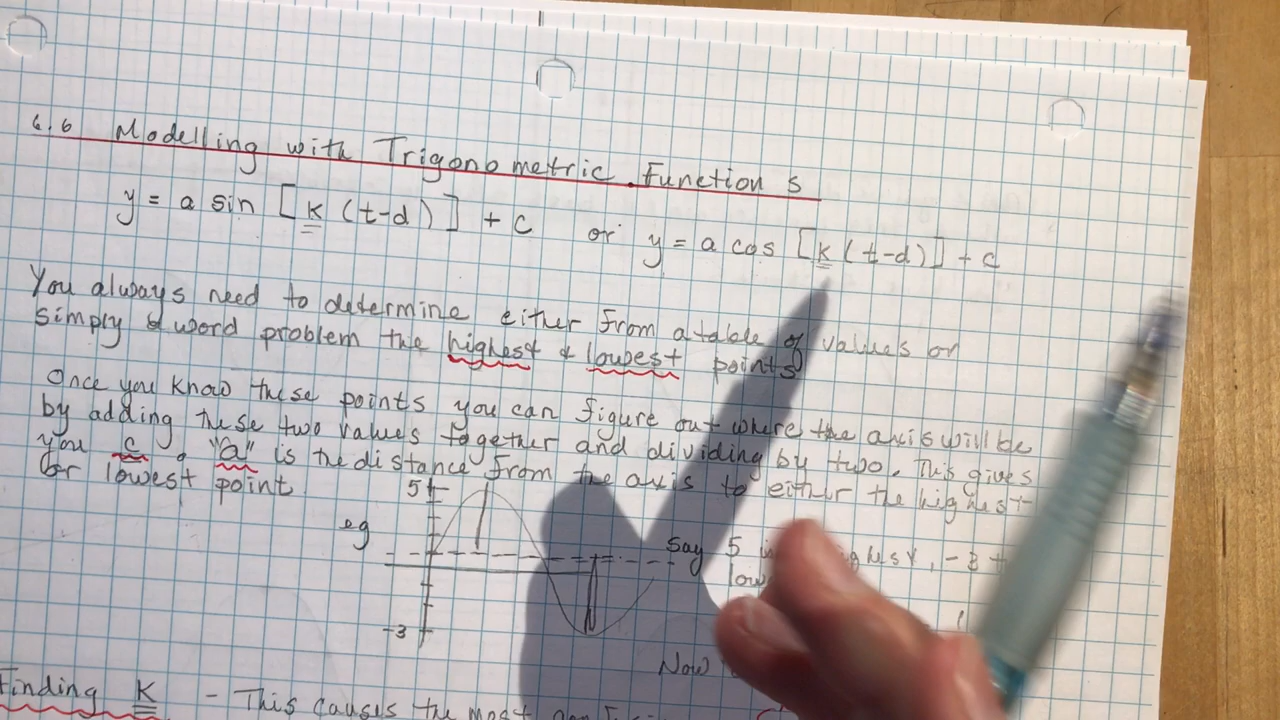 6.6 Modelling with Trigonometric Functions
y = a sin [k (t-d)] + c or y = a cos [k (t-d)] + c
You always need to determine either from a table of values or
simply a word problem the highest & lowest points
Once you know these points you can figure out where the axis will be
by adding these two values together and dividing by two. This gives
you c. "a" is the distance from the axis to either the highest
or lowest point
5
eg
Say 5 -3
-3
Now
Finding K - This causes the most